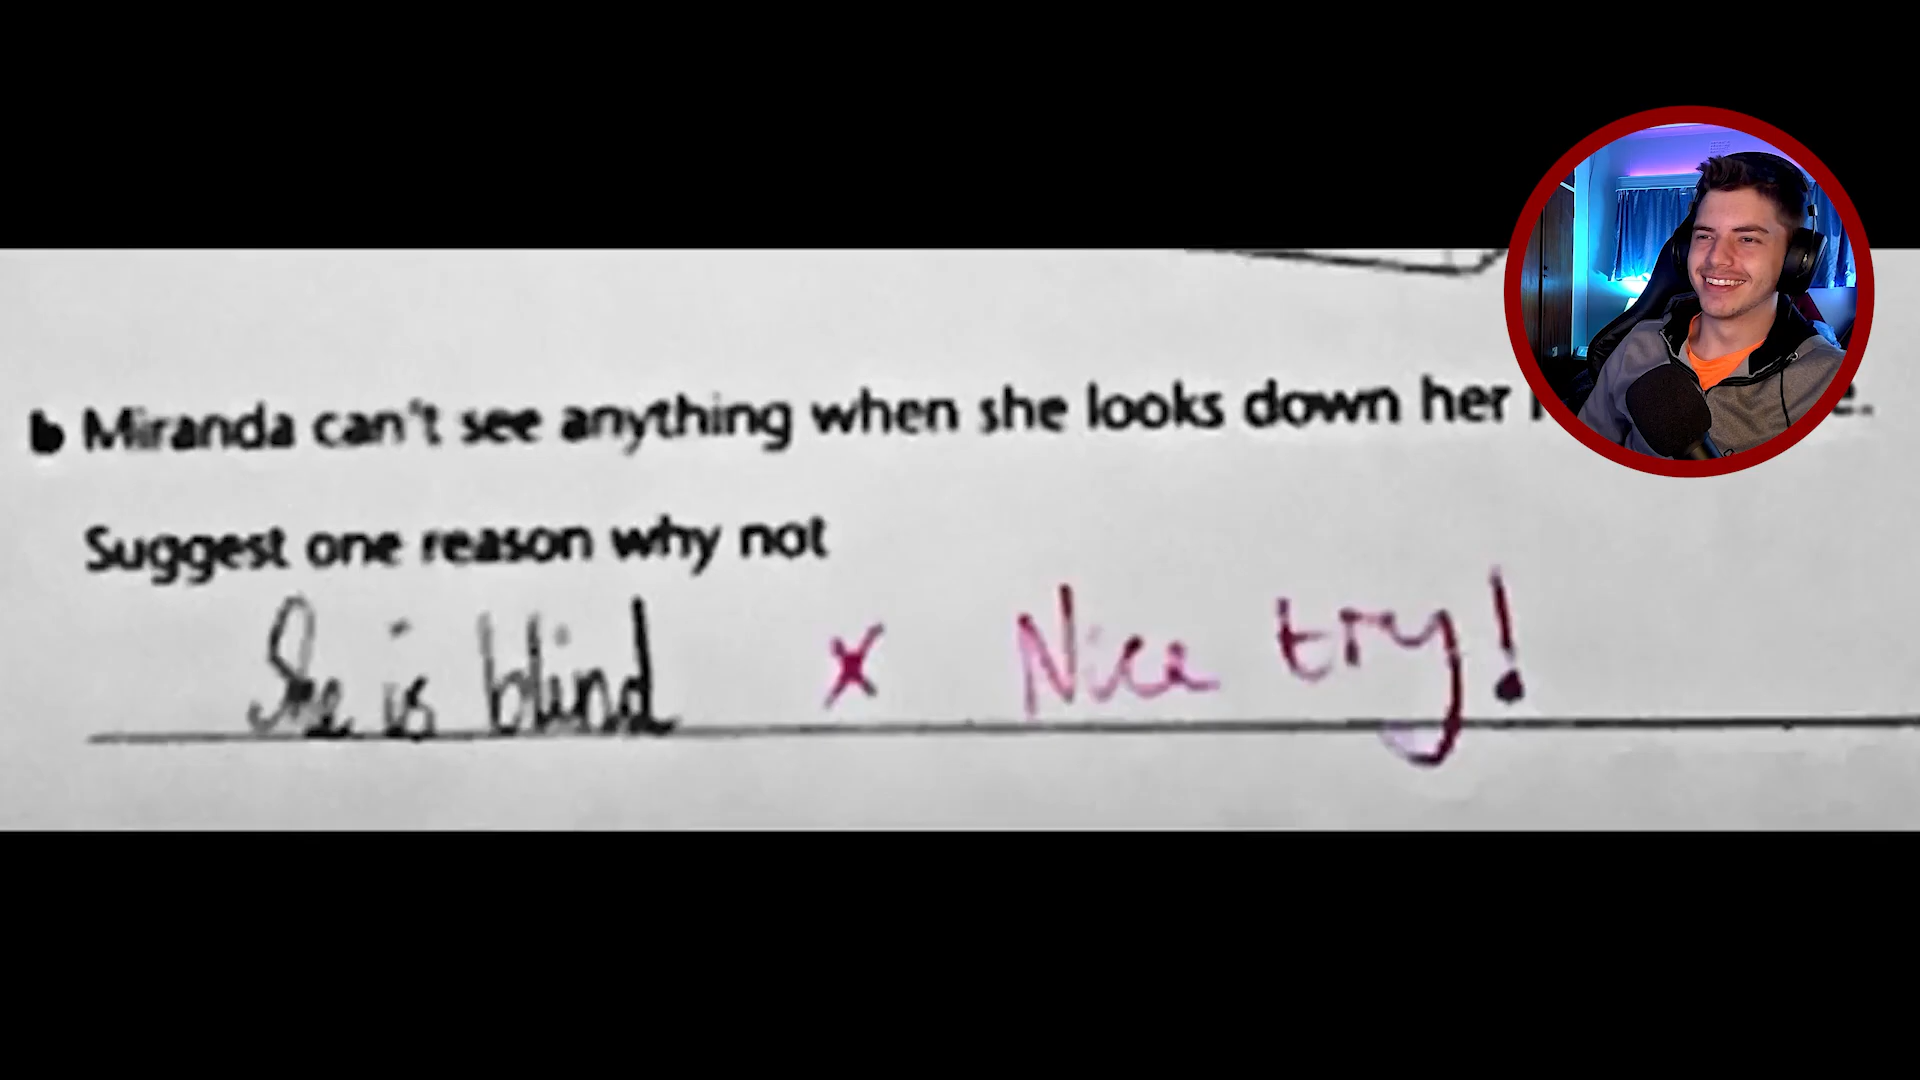 b Miranda can't see anything when she looks down her
Suggest one reason why not
She is blind x Nice try!